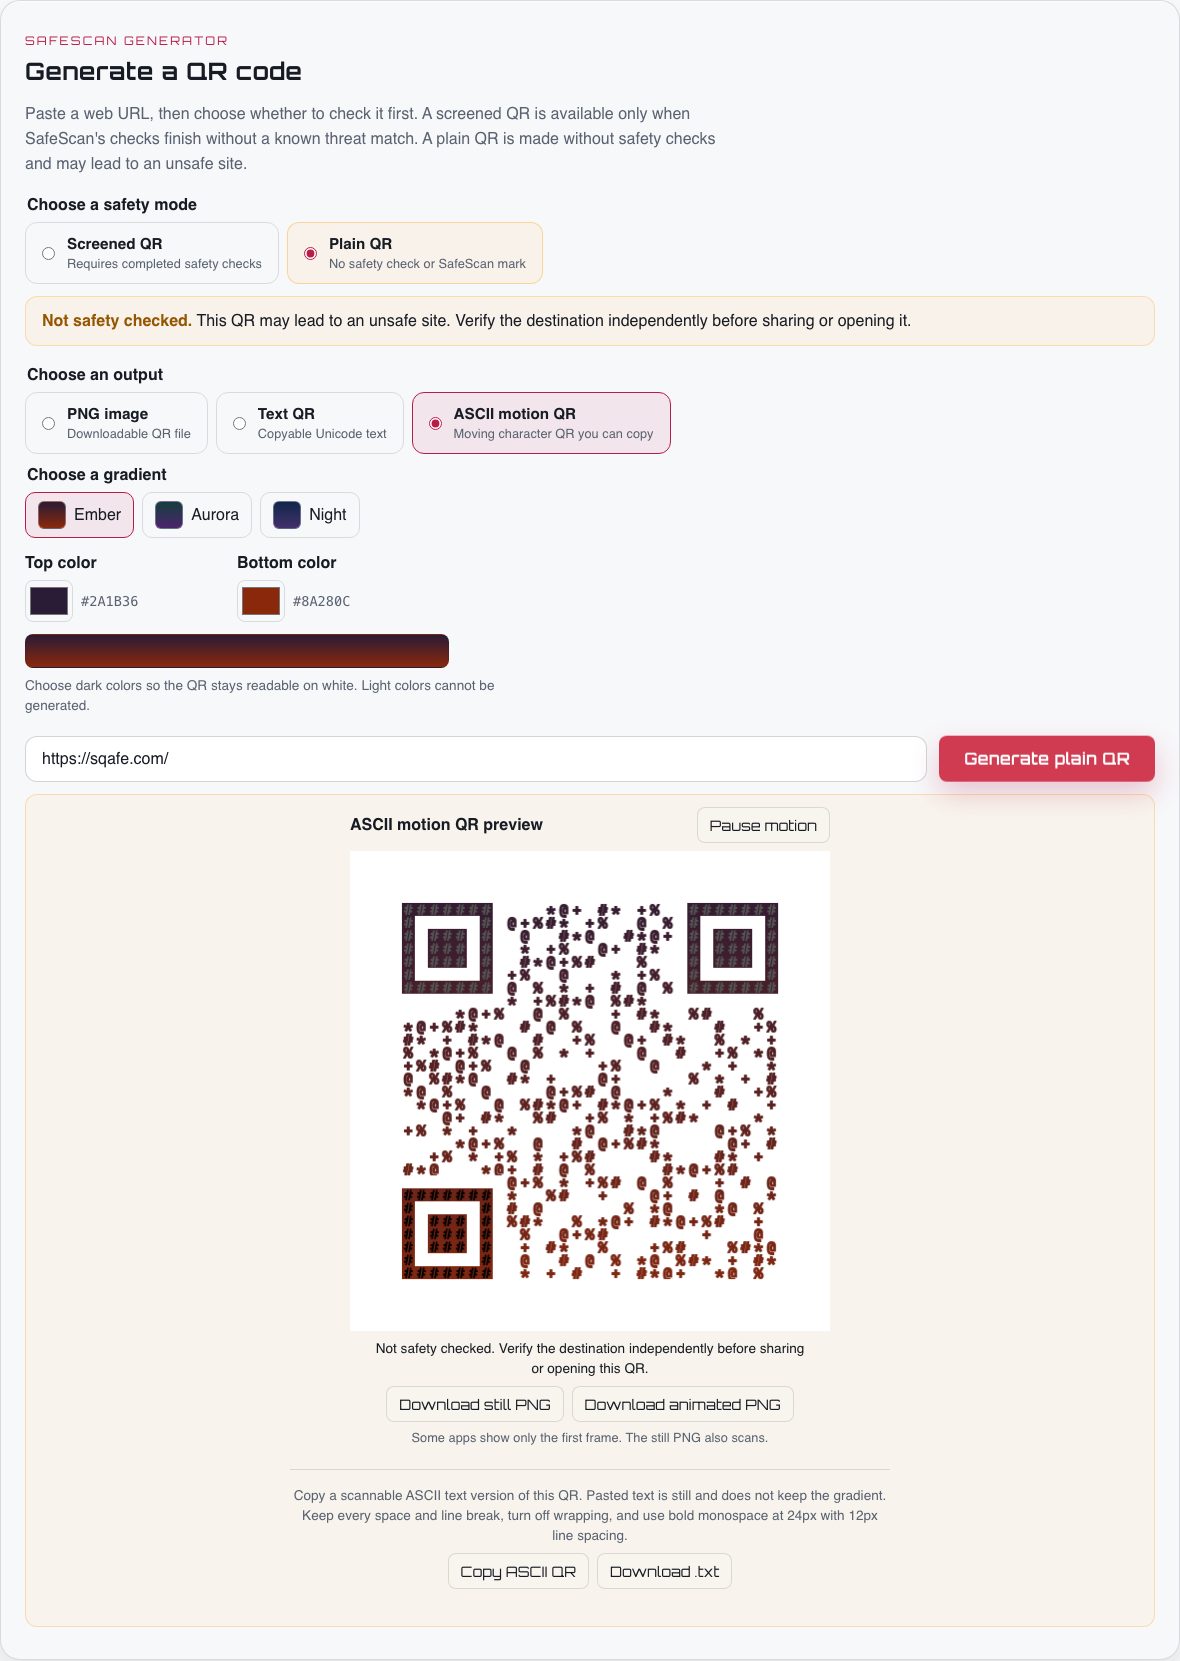 SAFESCAN GENERATOR
Generate a QR code
Paste a web URL, then choose whether to check it first. A screened QR is available only when
SafeScan's checks finish without a known threat match. A plain QR is made without safety checks
and may lead to an unsafe site.
Choose a safety mode
Screened QR
Requires completed safety checks
Plain QR
No safety check or SafeScan mark
Not safety checked. This QR may lead to an unsafe site. Verify the destination independently before sharing or opening it.
Choose an output
PNG image
Downloadable QR file
Text QR
Copyable Unicode text
ASCII motion QR
Moving character QR you can copy
Choose a gradient
Ember
Aurora
Night
Top color
Bottom color
#2A1B36
#8A280C
Choose dark colors so the QR stays readable on white. Light colors cannot be
generated.
https://sqafe.com/
Generate plain QR
ASCII motion QR preview
Pause motion
Not safety checked. Verify the destination independently before sharing
or opening this QR.
Download still PNG
Download animated PNG
Some apps show only the first frame. The still PNG also scans.
Copy a scannable ASCII text version of this QR. Pasted text is still and does not keep the gradient.
Keep every space and line break, turn off wrapping, and use bold monospace at 24px with 12px
line spacing.
Copy ASCII QR
Download .txt